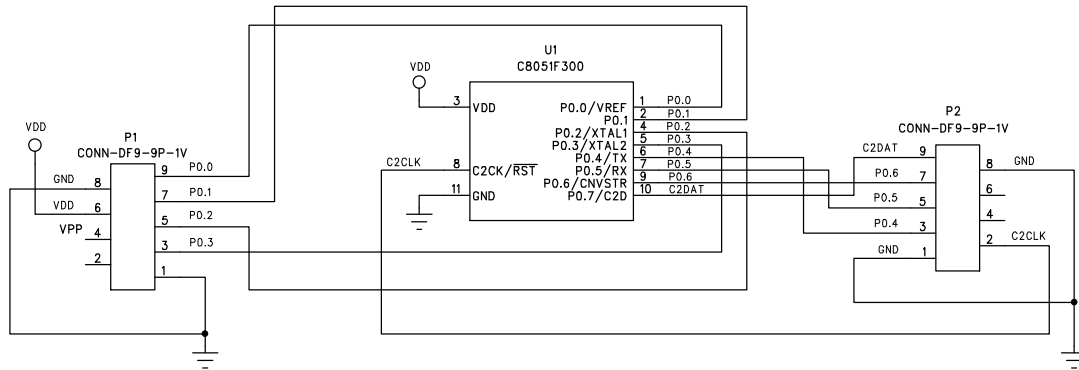 U1
C8051F300
VDD
3 VDD
P0.0/VREF 1 P0.0
P0.1 2 P0.1
P0.2/XTAL1 4 P0.2
P0.3/XTAL2 5 P0.3
P0.4/TX 6 P0.4
P0.5/RX 7 P0.5
P0.6/CNVSTR 9 P0.6
P0.7/C2D 10 C2DAT
C2CLK 8 C2CK/RST
11 GND
VDD
P1
CONN-DF9-9P-1V
9 P0.0
GND 8
7 P0.1
VDD 6
5 P0.2
VPP 4
3 P0.3
2
1
P2
CONN-DF9-9P-1V
C2DAT 9
8 GND
P0.6 7
6
P0.5 5
4
P0.4 3
2 C2CLK
GND 1